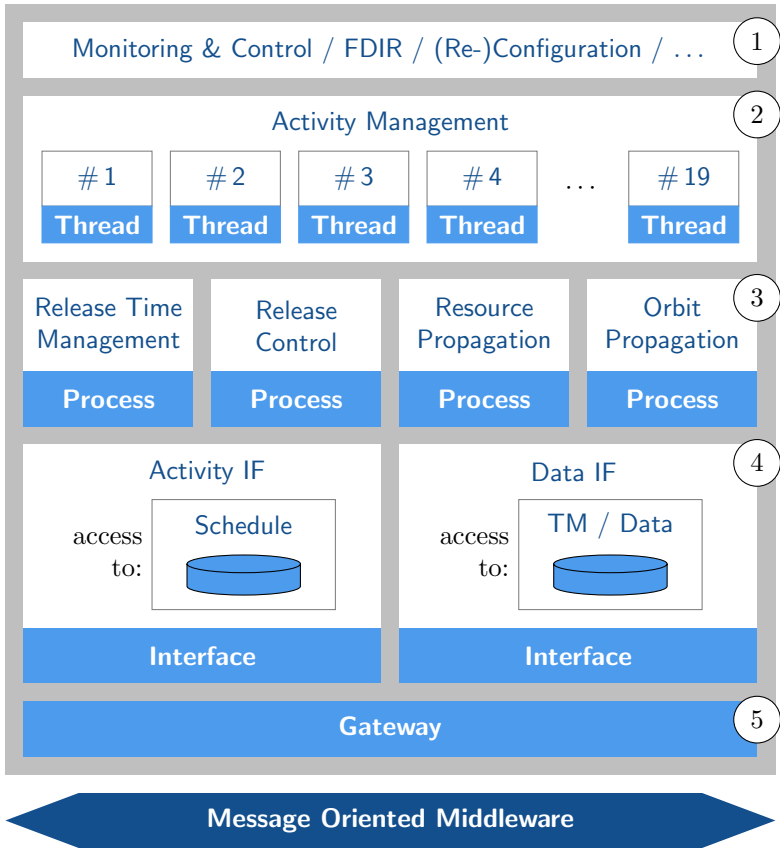 Monitoring & Control / FDIR / (Re-)Configuration / ...
1
Activity Management
2
# 1
# 2
# 3
# 4
...
# 19
Thread
Thread
Thread
Thread
Thread
3
Release Time
Management
Release
Control
Resource
Propagation
Orbit
Propagation
Process
Process
Process
Process
4
Activity IF
access
to:
Schedule
Interface
Data IF
access
to:
TM / Data
Interface
Gateway
5
Message Oriented Middleware